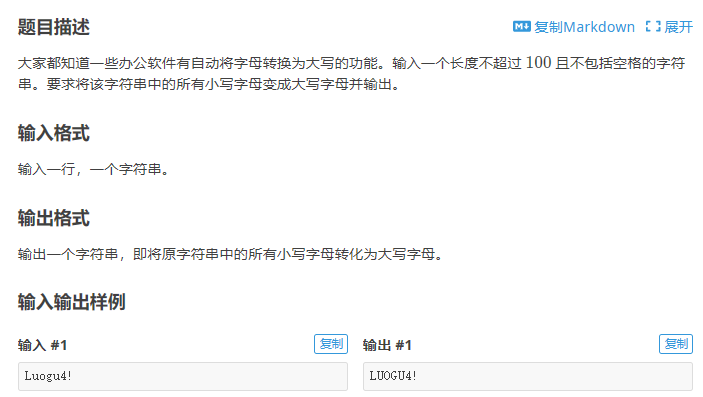 题目描述
复制Markdown 展开
大家都知道一些办公软件有自动将字母转换为大写的功能。输入一个长度不超过 100 且不包括空格的字符
串。要求将该字符串中的所有小写字母变成大写字母并输出。
输入格式
输入一行，一个字符串。
输出格式
输出一个字符串，即将原字符串中的所有小写字母转化为大写字母。
输入输出样例
输入 #1 复制 输出 #1 复制
Luogu4! LUOGU4!